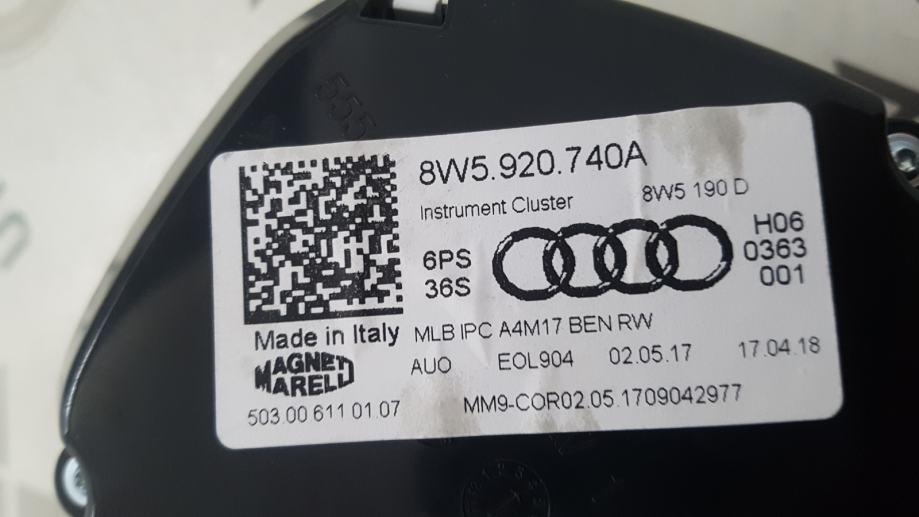 555
8W5.920.740A
Instrument Cluster 8W5 190 D
6PS H06
36S 0363
001
Made in Italy MLB IPC A4M17 BEN RW
MAGNETI MARELLI AUO EOL904 02.05.17 17.04.18
503.00 611 01.07 MM9-COR02.05.1709042977